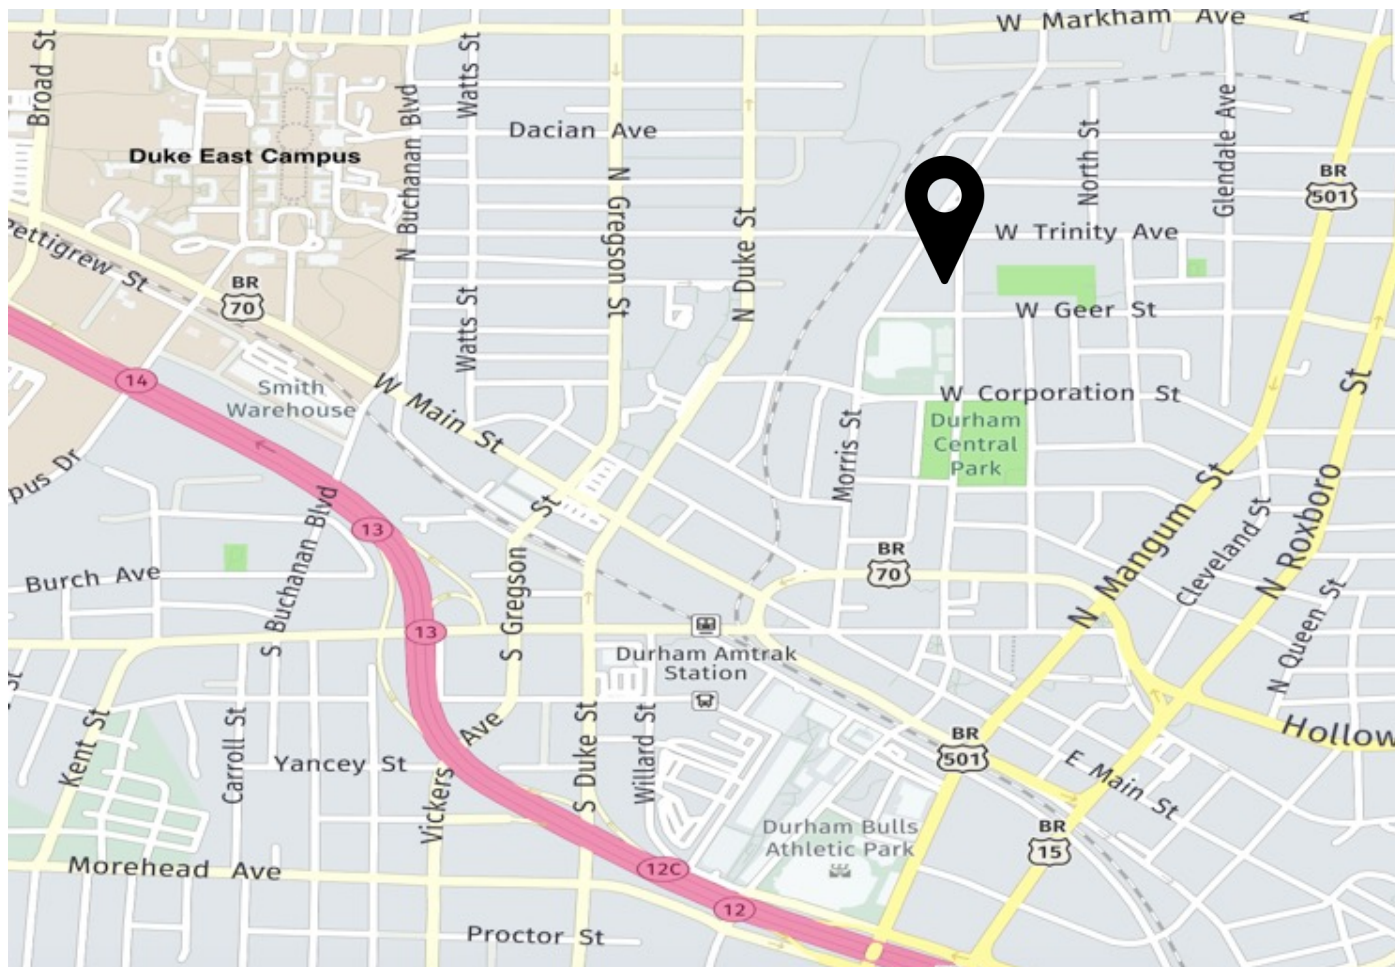 W Markham Ave
A
Broad St
Watts St
N Buchanan Blvd
Dacian Ave
N Gregson St
N Duke St
North St
Glendale Ave
BR
501
Duke East Campus
W Trinity Ave
Pettigrew St
BR
70
Watts St
W Geer St
14
Smith
Warehouse
W Main St
W Corporation St
St
Durham
Central
Park
Morris St
pus Dr
S Buchanan Blvd
13
St
N Mangum St
Cleveland St
N Roxboro
BR
70
Burch Ave
S Gregson
N Queen St
13
Durham Amtrak
Station
St
Kent St
Carroll St
Yancey St
Ave
Vickers
S Duke St
Willard St
BR
501
Hollow
E Main St
Durham Bulls
Athletic Park
BR
15
Morehead Ave
12C
12
Proctor St